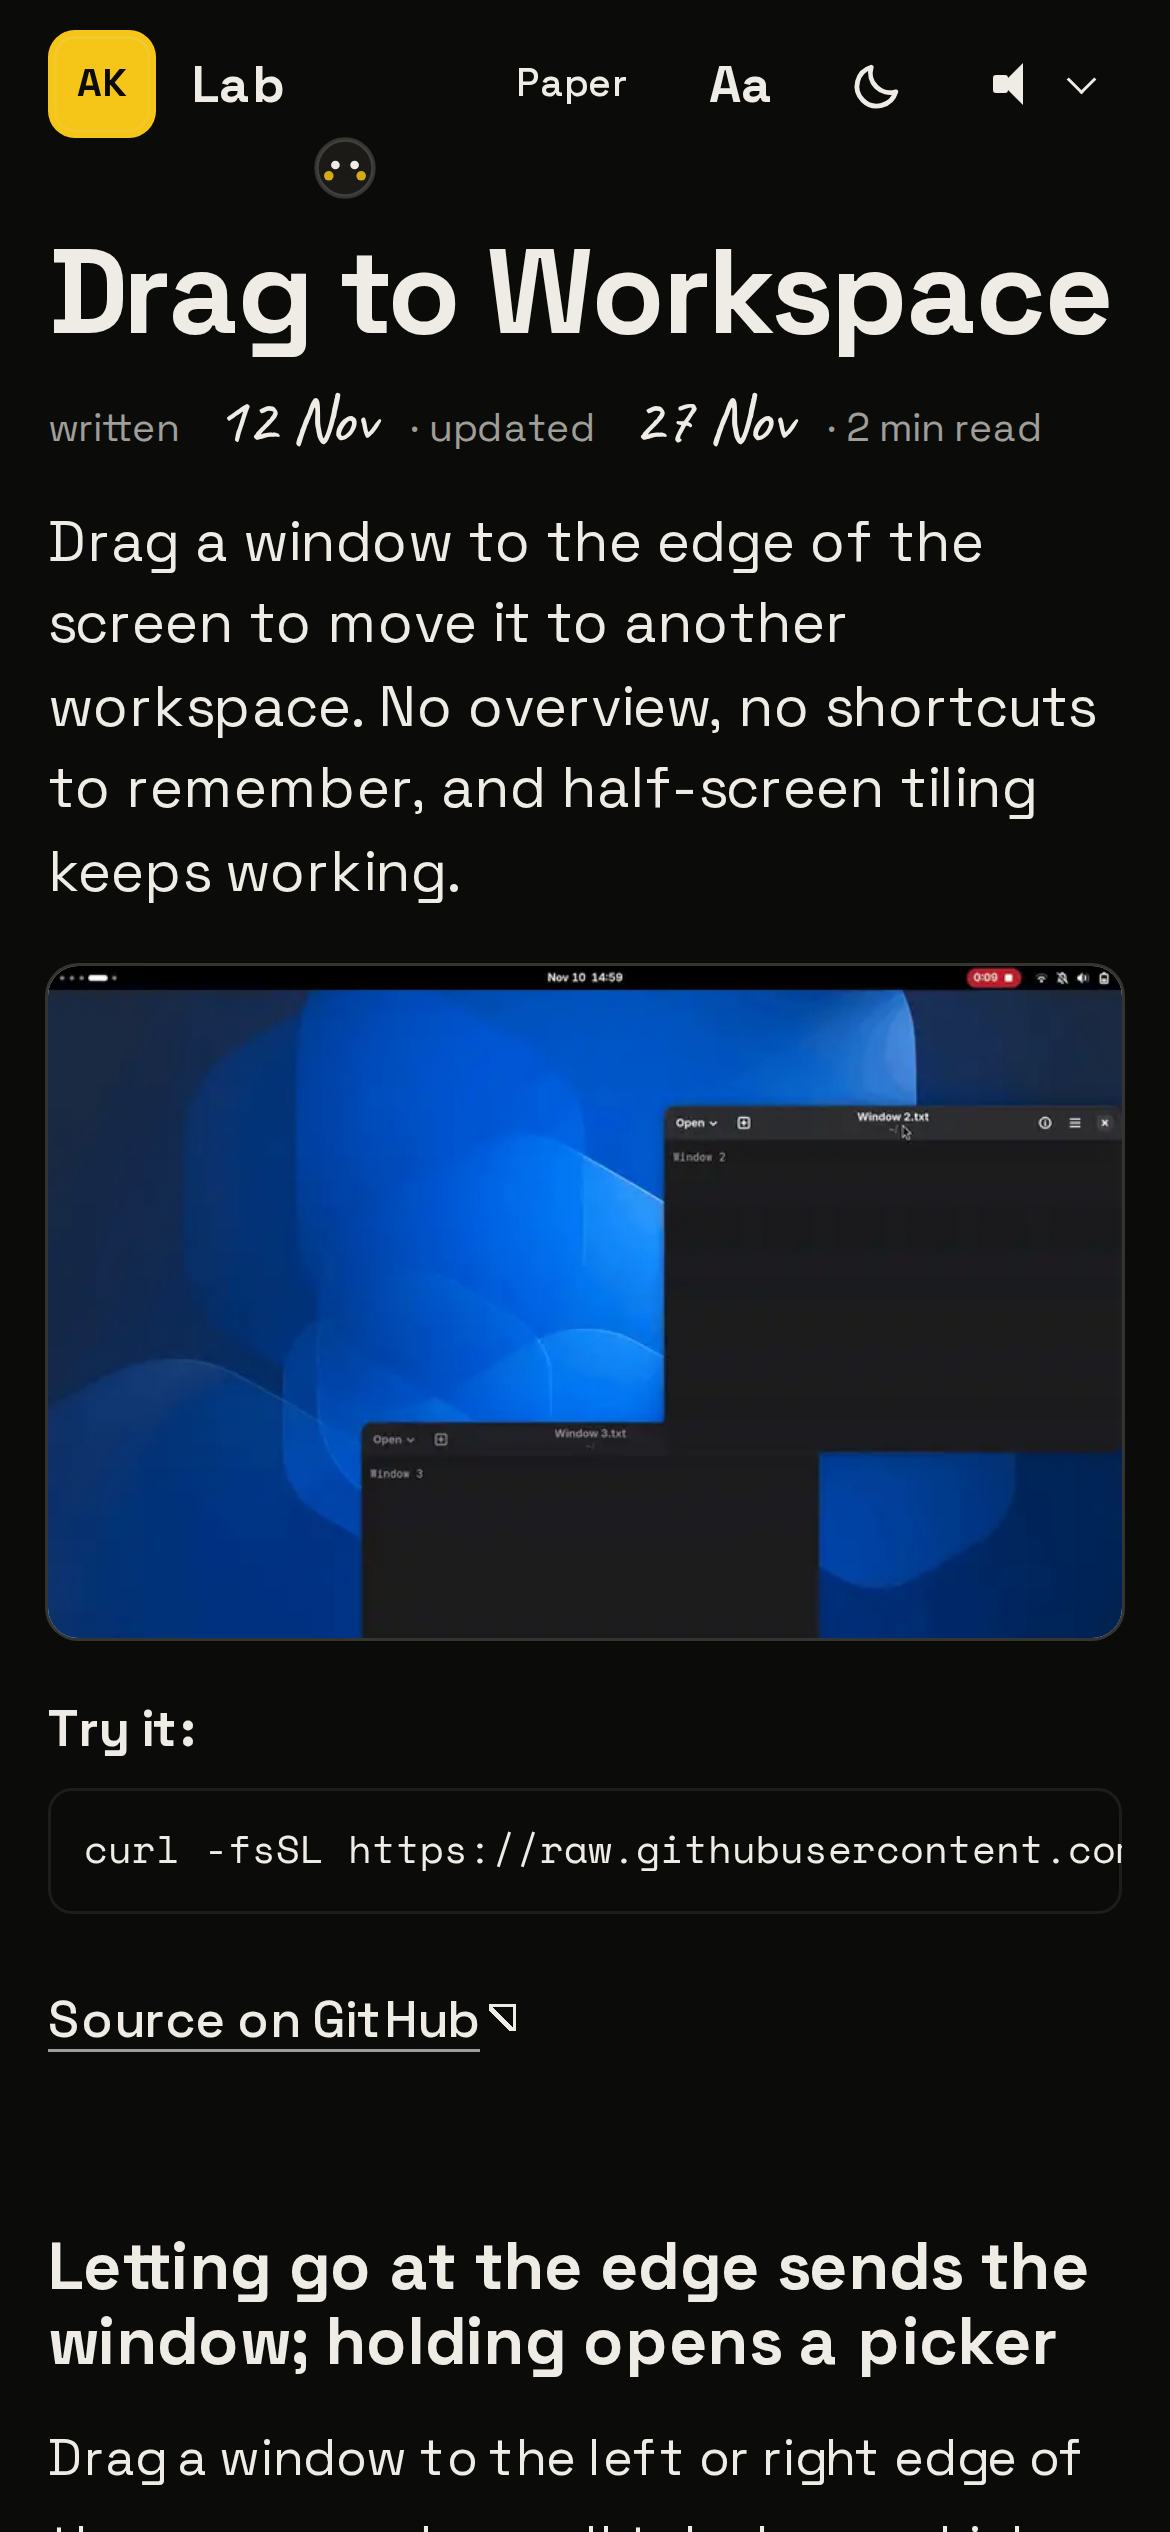 AK Lab Paper Aa
Drag to Workspace
written 12 Nov · updated 27 Nov · 2 min read
Drag a window to the edge of the
screen to move it to another
workspace. No overview, no shortcuts
to remember, and half-screen tiling
keeps working.
Nov 10 14:59 0:09
Open Window 2.txt
Window 2
Open Window 3.txt
Window 3
Try it:
curl -fsSL https://raw.githubusercontent.co
Source on GitHub
Letting go at the edge sends the
window; holding opens a picker
Drag a window to the left or right edge of